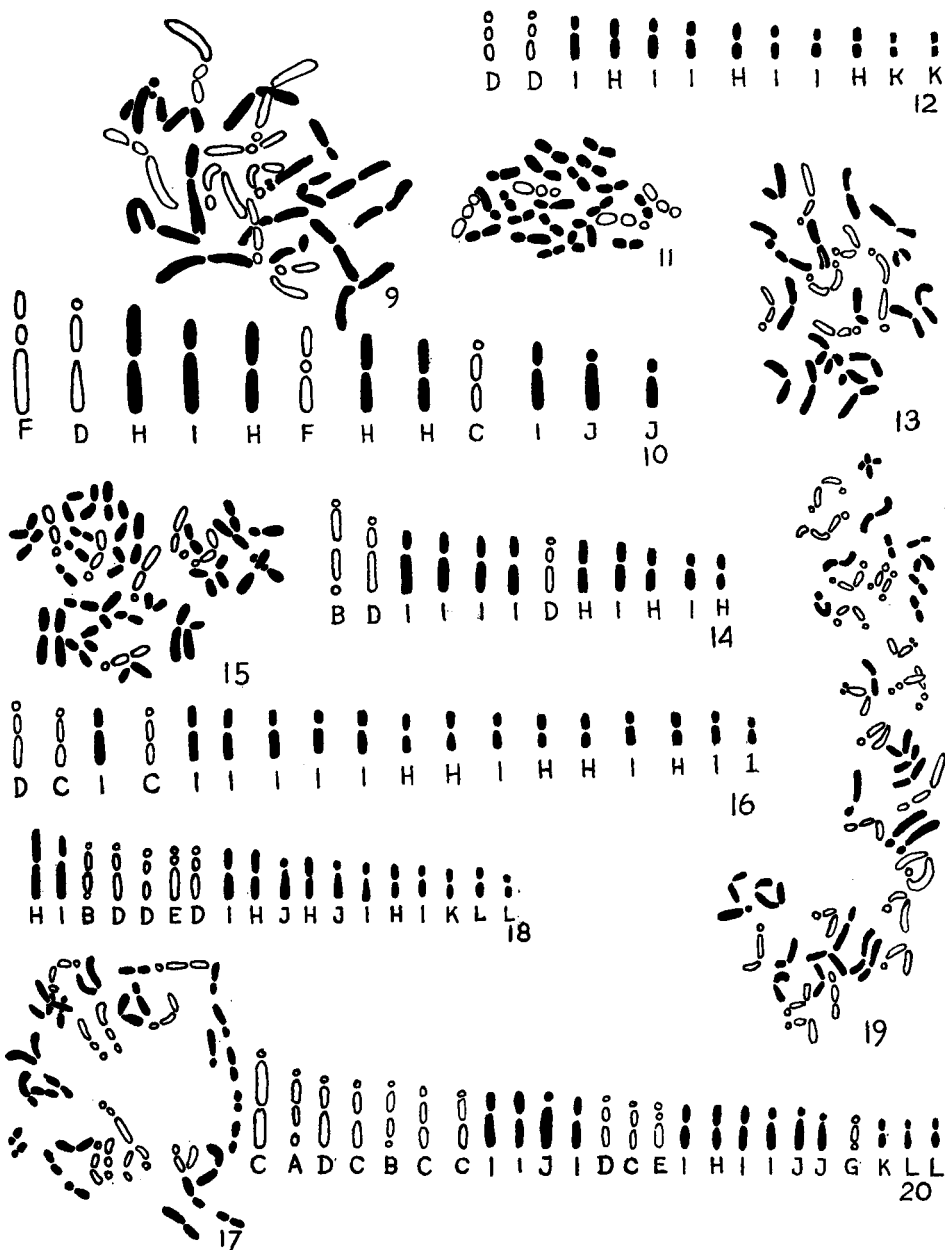 D D I H I I H I I H K K
12
11
9
13
F D H I H F H H C I J J
10
B D I I I I D H I H I H
14
15
D C I C I I I I I H H I H H I H I 1
16
H I B D D E D I H J H J I H I K L L
18
19
C A D C B C C I I J I D C E I H I I J J G K L L
20
17